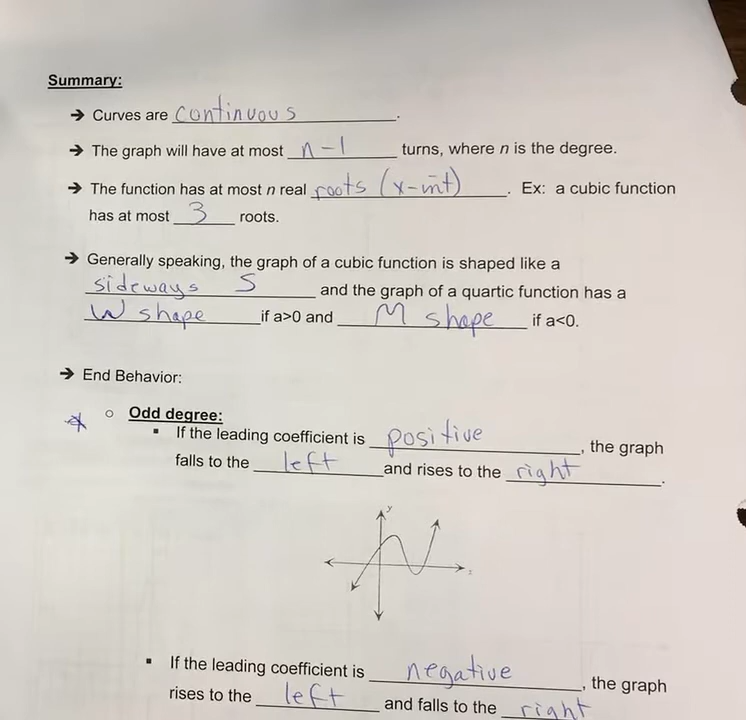 Summary:
→ Curves are continuous.
→ The graph will have at most n-1 turns, where n is the degree.
→ The function has at most n real roots (x-int). Ex: a cubic function
has at most 3 roots.
→ Generally speaking, the graph of a cubic function is shaped like a
sideways S and the graph of a quartic function has a
W shape if a>0 and M shape if a<0.
→ End Behavior:
○ Odd degree:
▪ If the leading coefficient is positive, the graph
falls to the left and rises to the right.
y
x
▪ If the leading coefficient is negative, the graph
rises to the left and falls to the right